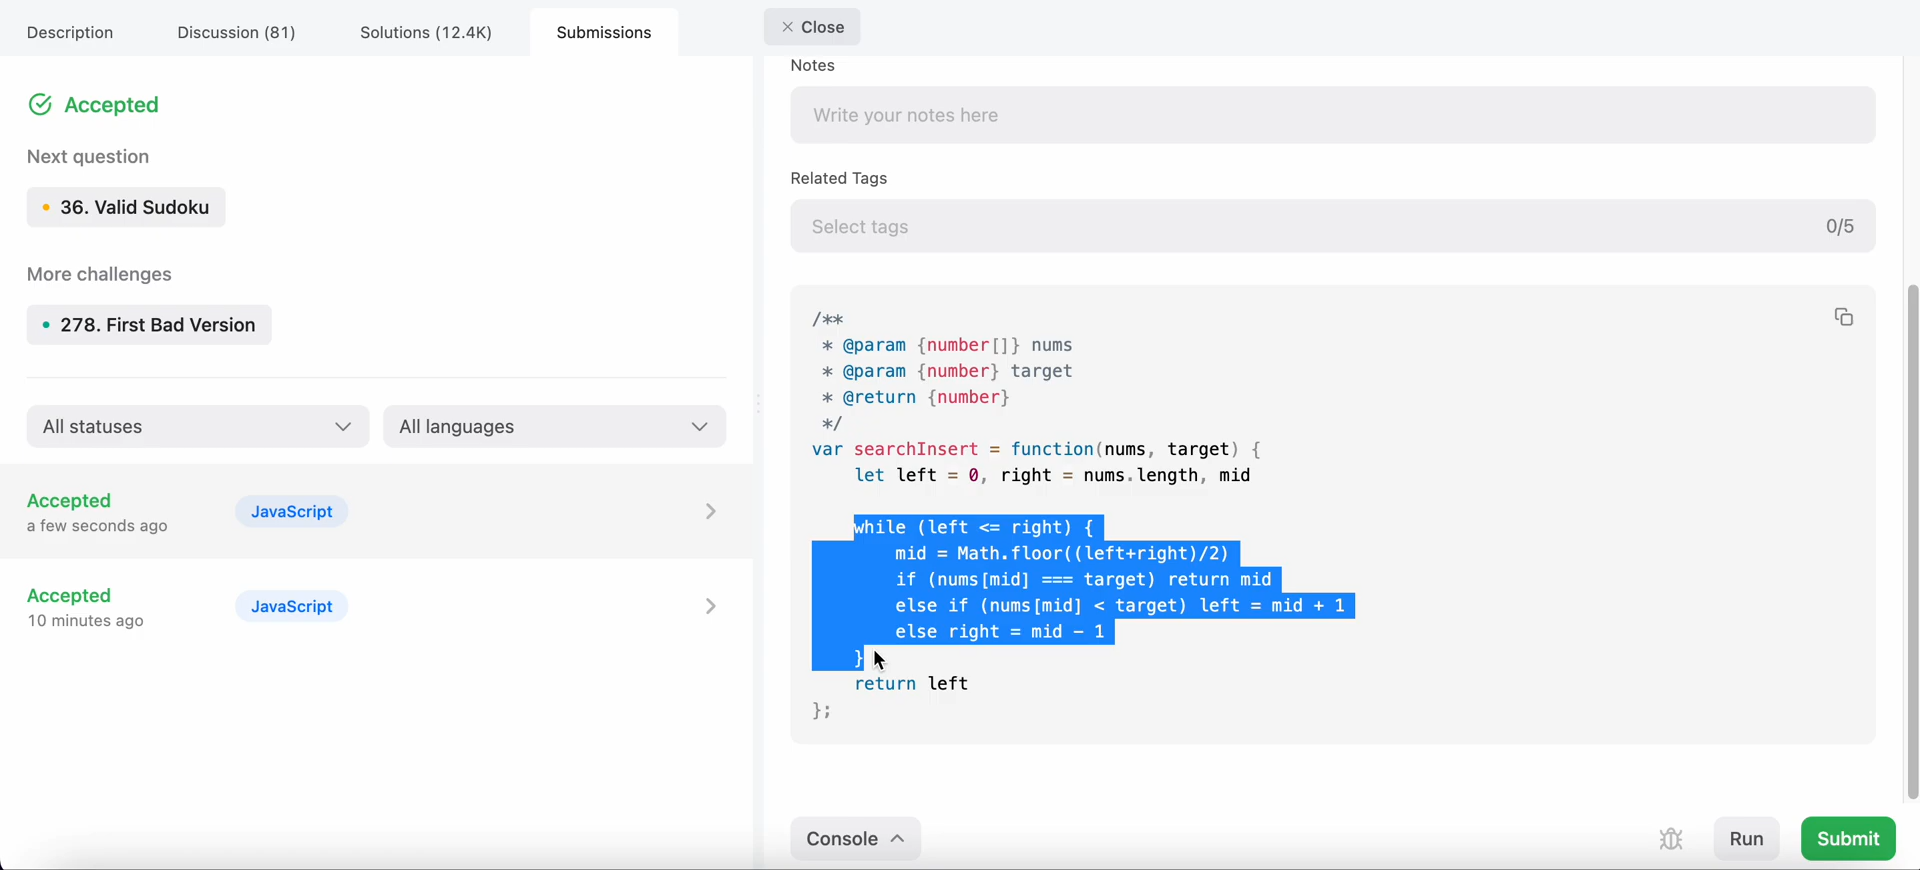 Description
Discussion (81)
Solutions (12.4K)
Submissions
Close
Accepted
Next question
36. Valid Sudoku
More challenges
278. First Bad Version
All statuses
All languages
Accepted
a few seconds ago
JavaScript
Accepted
10 minutes ago
JavaScript
Notes
Write your notes here
Related Tags
Select tags
0/5
/**
 * @param {number[]} nums
 * @param {number} target
 * @return {number}
 */
var searchInsert = function(nums, target) {
    let left = 0, right = nums.length, mid
    while (left <= right) {
        mid = Math.floor((left+right)/2)
        if (nums[mid] === target) return mid
        else if (nums[mid] < target) left = mid + 1
        else right = mid - 1
    }
    return left
};
Console
Run
Submit